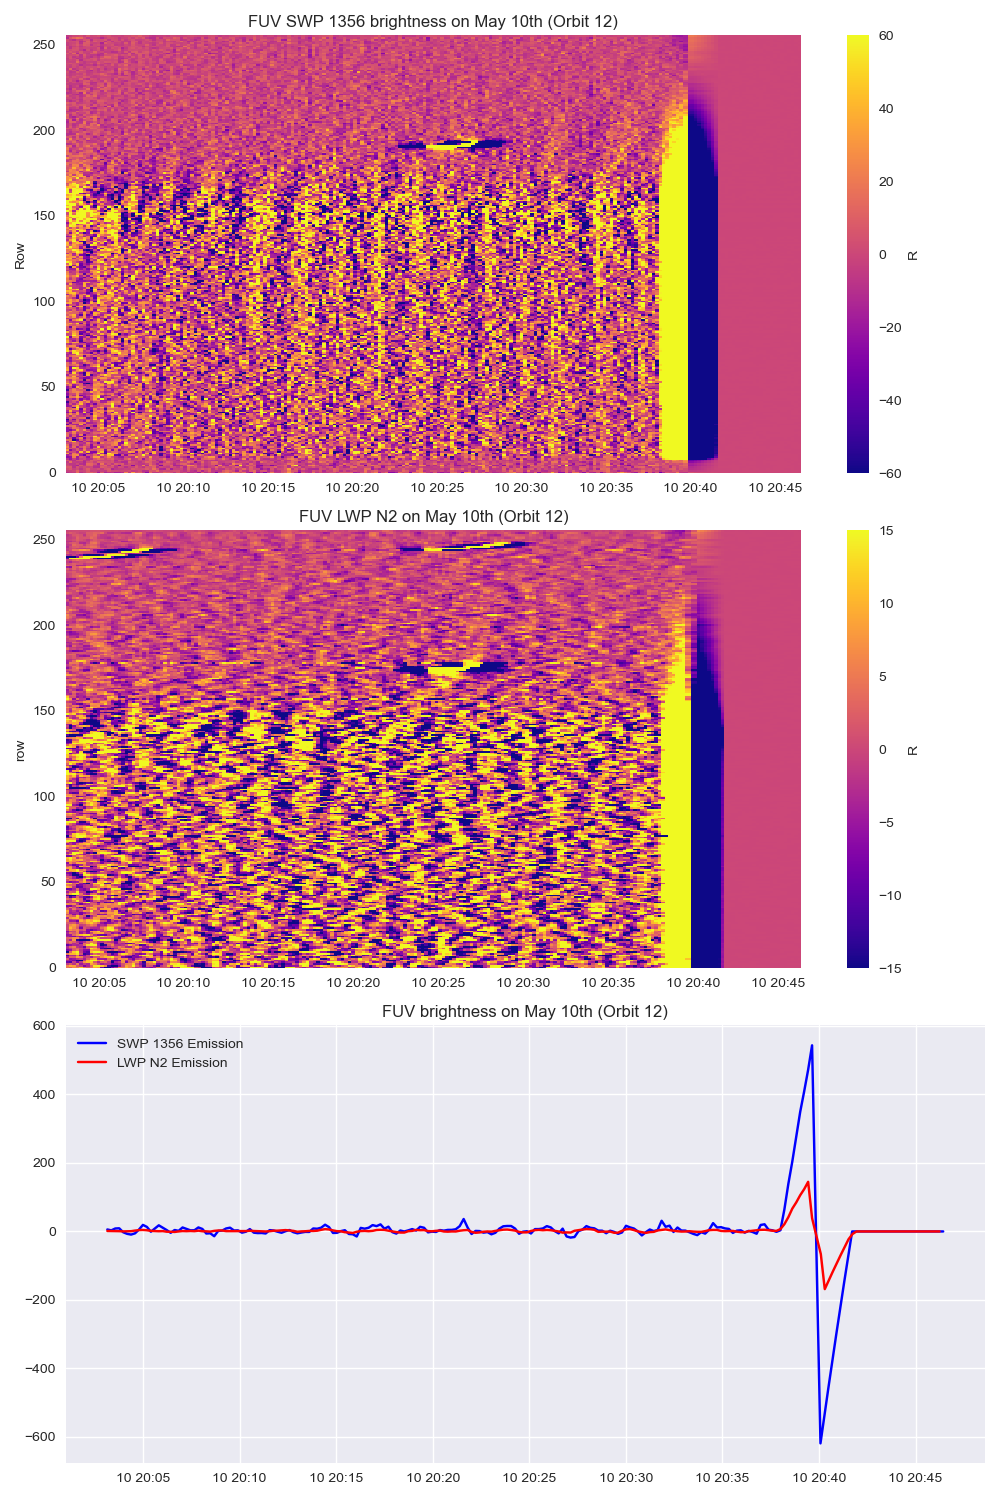 FUV SWP 1356 brightness on May 10th (Orbit 12)
250
200
150
100
50
0
Row
10 20:05 10 20:10 10 20:15 10 20:20 10 20:25 10 20:30 10 20:35 10 20:40 10 20:45
60
40
20
0
−20
−40
−60
R
FUV LWP N2 on May 10th (Orbit 12)
250
200
150
100
50
0
row
10 20:05 10 20:10 10 20:15 10 20:20 10 20:25 10 20:30 10 20:35 10 20:40 10 20:45
15
10
5
0
−5
−10
−15
R
FUV brightness on May 10th (Orbit 12)
600
400
200
0
−200
−400
−600
SWP 1356 Emission
LWP N2 Emission
10 20:05 10 20:10 10 20:15 10 20:20 10 20:25 10 20:30 10 20:35 10 20:40 10 20:45